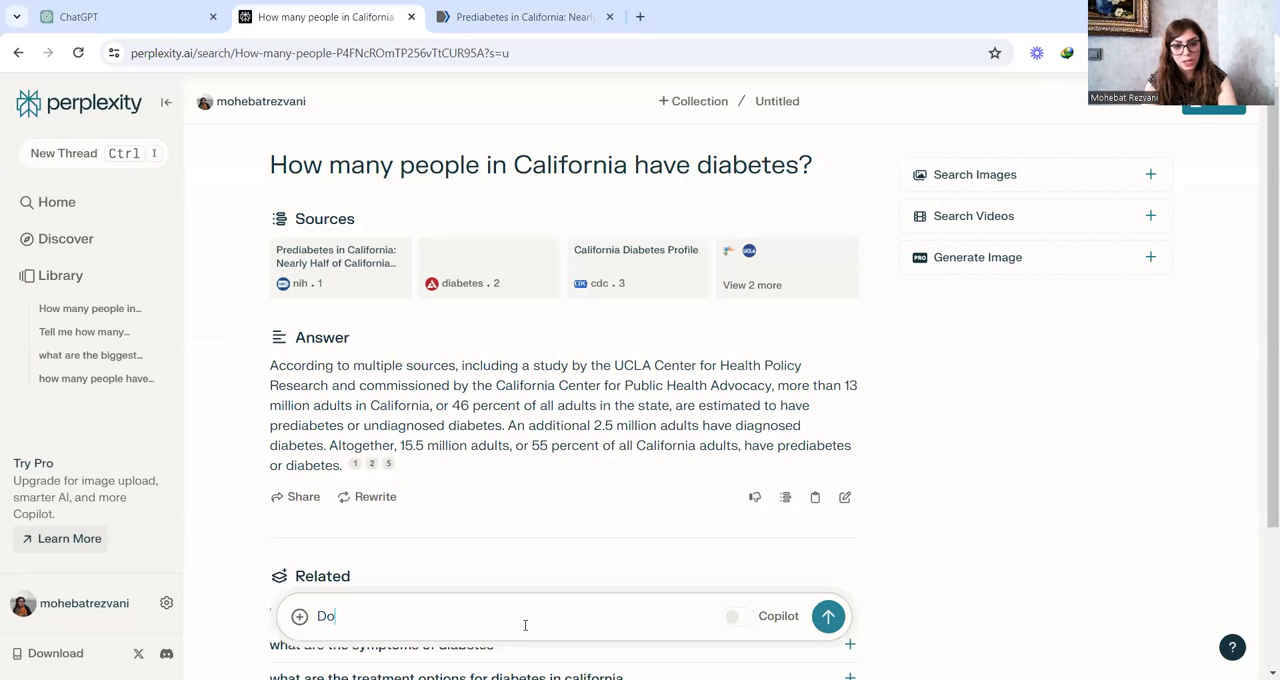 ChatGPT
How many people in California
Prediabetes in California: Nearl
perplexity.ai/search/How-many-people-P4FNcROmTP256vTtCUR95A?s=u
Mohebat Rezvani
perplexity
mohebatrezvani
+ Collection / Untitled
New Thread Ctrl I
Home
Discover
Library
How many people in...
Tell me how many...
what are the biggest...
how many people have...
Try Pro
Upgrade for image upload,
smarter AI, and more
Copilot.
Learn More
mohebatrezvani
Download
How many people in California have diabetes?
Sources
Prediabetes in California:
Nearly Half of California...
nih . 1
diabetes . 2
California Diabetes Profile
CDC cdc . 3
UCLA
View 2 more
Answer
According to multiple sources, including a study by the UCLA Center for Health Policy
Research and commissioned by the California Center for Public Health Advocacy, more than 13
million adults in California, or 46 percent of all adults in the state, are estimated to have
prediabetes or undiagnosed diabetes. An additional 2.5 million adults have diagnosed
diabetes. Altogether, 15.5 million adults, or 55 percent of all California adults, have prediabetes
or diabetes. 1 2 5
Share Rewrite
Related
Do
Copilot
what are the symptoms of diabetes
what are the treatment options for diabetes in california
Search Images
Search Videos
PRO Generate Image
?